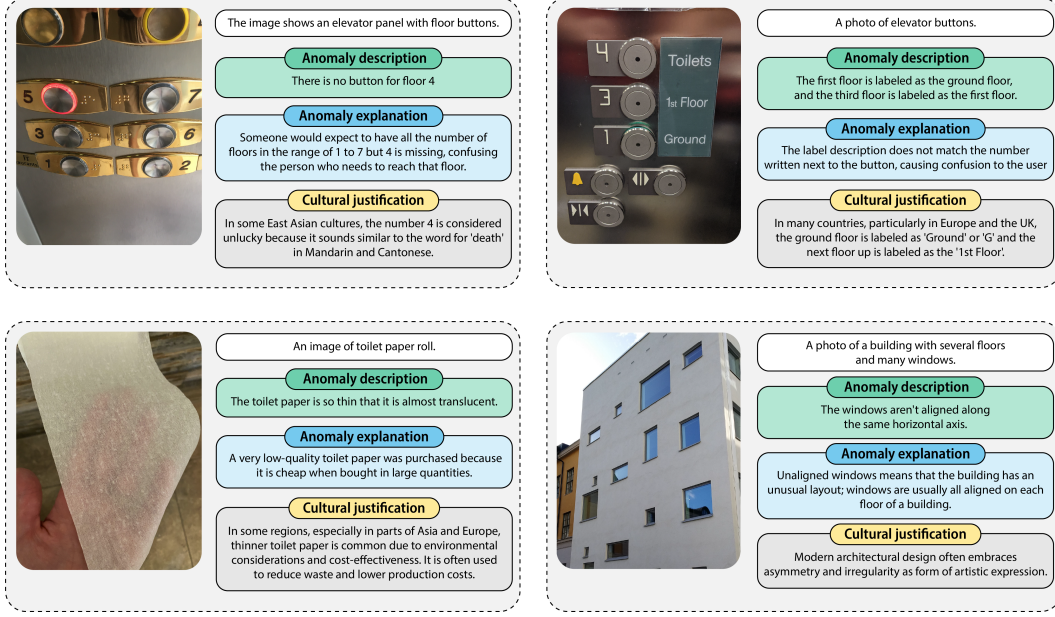 The image shows an elevator panel with floor buttons.
Anomaly description
There is no button for floor 4
Anomaly explanation
Someone would expect to have all the number of
floors in the range of 1 to 7 but 4 is missing, confusing
the person who needs to reach that floor.
Cultural justification
In some East Asian cultures, the number 4 is considered
unlucky because it sounds similar to the word for 'death'
in Mandarin and Cantonese.
5
7
3
6
1
2
A photo of elevator buttons.
Anomaly description
The first floor is labeled as the ground floor,
and the third floor is labeled as the first floor.
Anomaly explanation
The label description does not match the number
written next to the button, causing confusion to the user
Cultural justification
In many countries, particularly in Europe and the UK,
the ground floor is labeled as 'Ground' or 'G' and the
next floor up is labeled as the '1st Floor'.
4 Toilets
3 1st Floor
1 Ground
An image of toilet paper roll.
Anomaly description
The toilet paper is so thin that it is almost translucent.
Anomaly explanation
A very low-quality toilet paper was purchased because
it is cheap when bought in large quantities.
Cultural justification
In some regions, especially in parts of Asia and Europe,
thinner toilet paper is common due to environmental
considerations and cost-effectiveness. It is often used
to reduce waste and lower production costs.
A photo of a building with several floors
and many windows.
Anomaly description
The windows aren't aligned along
the same horizontal axis.
Anomaly explanation
Unaligned windows means that the building has an
unusual layout; windows are usually all aligned on each
floor of a building.
Cultural justification
Modern architectural design often embraces
asymmetry and irregularity as form of artistic expression.